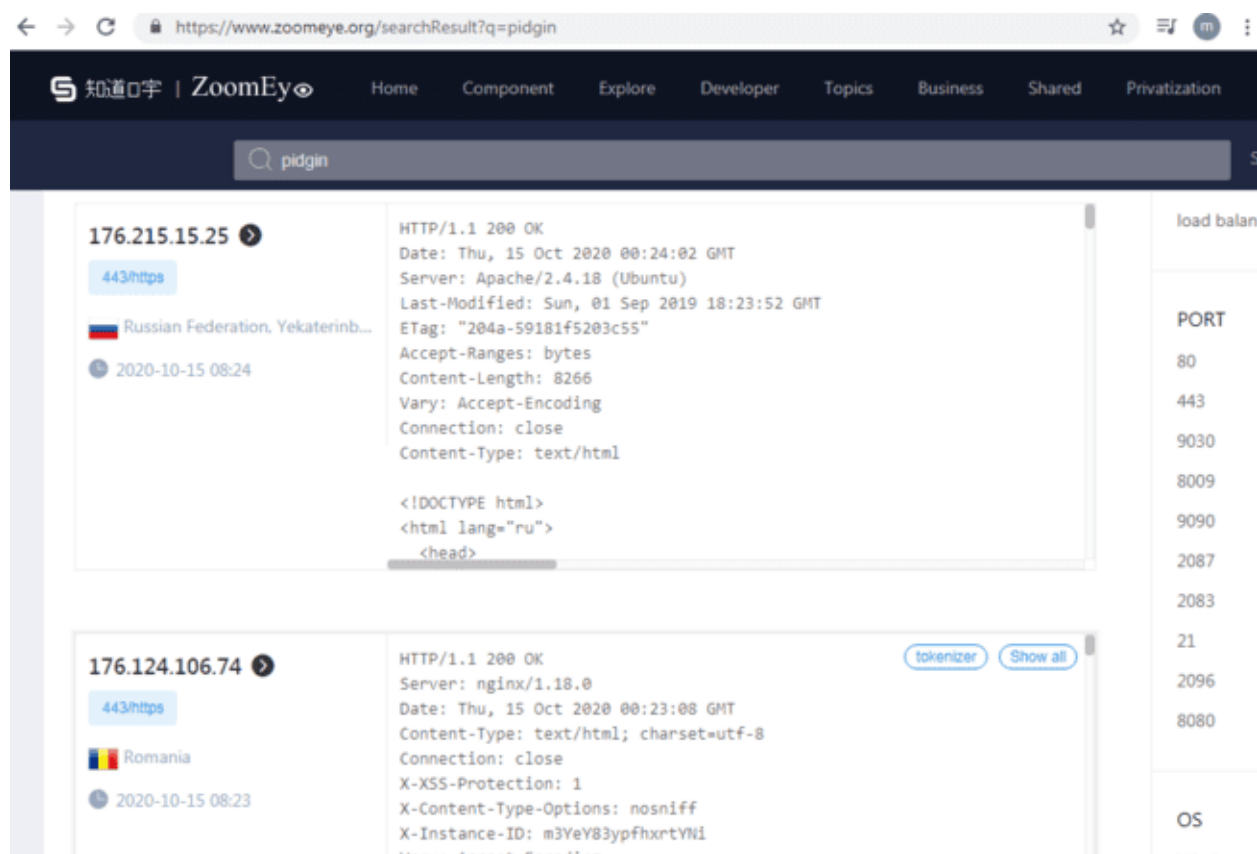 https://www.zoomeye.org/searchResult?q=pidgin
m
知道口宇 | ZoomEye
Home Component Explore Developer Topics Business Shared Privatization
pidgin
176.215.15.25
443/https
Russian Federation, Yekaterinb...
2020-10-15 08:24
HTTP/1.1 200 OK
Date: Thu, 15 Oct 2020 00:24:02 GMT
Server: Apache/2.4.18 (Ubuntu)
Last-Modified: Sun, 01 Sep 2019 18:23:52 GMT
ETag: "204a-59181f5203c55"
Accept-Ranges: bytes
Content-Length: 8266
Vary: Accept-Encoding
Connection: close
Content-Type: text/html
<!DOCTYPE html>
<html lang="ru">
<head>
176.124.106.74
443/https
Romania
2020-10-15 08:23
tokenizer Show all
HTTP/1.1 200 OK
Server: nginx/1.18.0
Date: Thu, 15 Oct 2020 00:23:08 GMT
Content-Type: text/html; charset=utf-8
Connection: close
X-XSS-Protection: 1
X-Content-Type-Options: nosniff
X-Instance-ID: m3YeY83ypfhxrtYNi
load balan
PORT
80
443
9030
8009
9090
2087
2083
21
2096
8080
OS